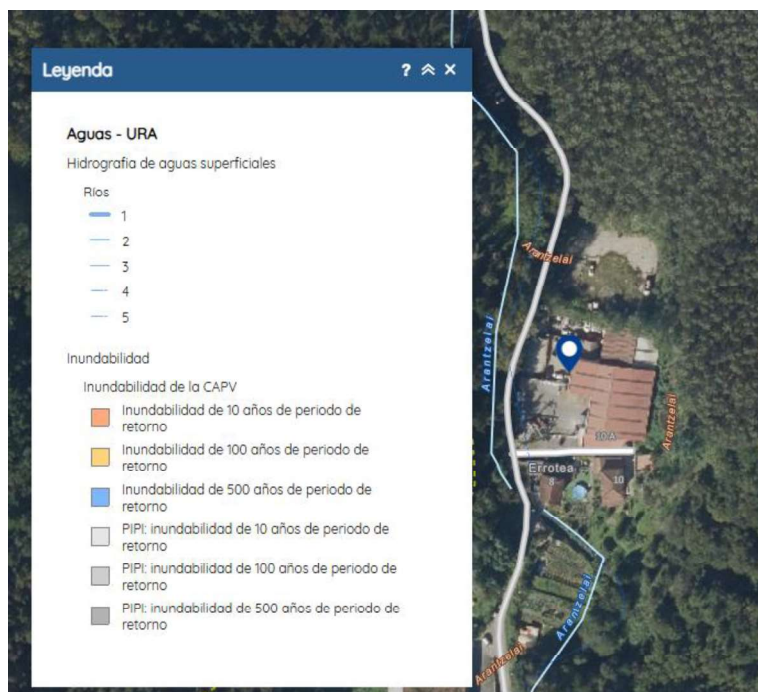 Leyenda
? ×
Aguas - URA
Hidrografia de aguas superficiales
Ríos
1
2
3
4
5
Inundabilidad
Inundabilidad de la CAPV
Inundabilidad de 10 años de periodo de
retorno
Inundabilidad de 100 años de periodo de
retorno
Inundabilidad de 500 años de periodo de
retorno
PIPI: inundabilidad de 10 años de periodo de
retorno
PIPI: inundabilidad de 100 años de periodo de
retorno
PIPI: inundabilidad de 500 años de periodo de
retorno
Arantzelai
Arantzelai
Arantzelai
10 A
Errotea
8
10
Arantzelai
Arantzelai